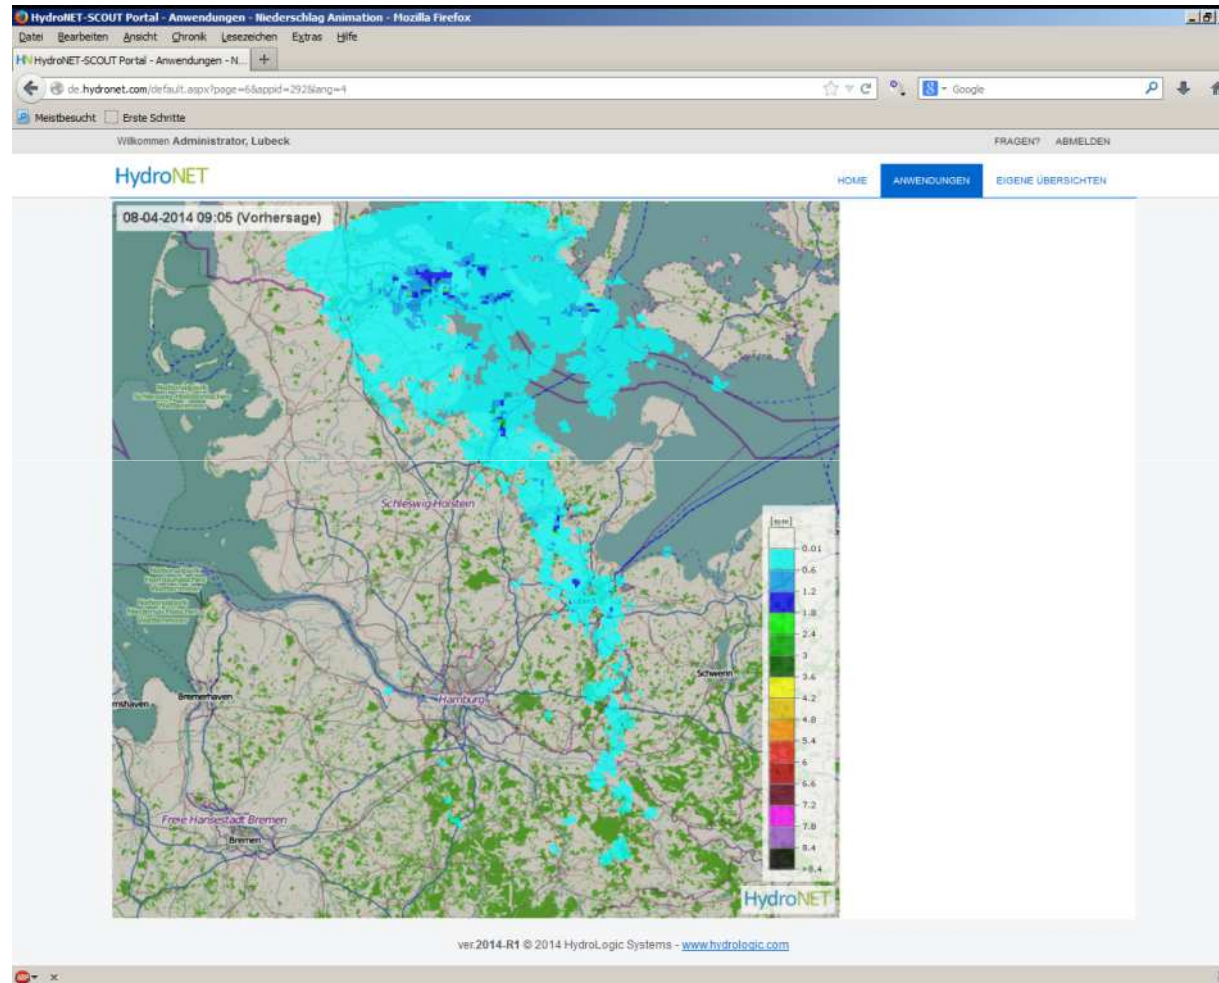 HydroNET-SCOUT Portal - Anwendungen - Niederschlag Animation - Mozilla Firefox
Datei Bearbeiten Ansicht Chronik Lesezeichen Extras Hilfe
HN HydroNET-SCOUT Portal - Anwendungen - N... +
de.hydronet.com/default.aspx?page=6&appid=292&lang=4
8 - Google
Meistbesucht Erste Schritte
Willkommen Administrator, Lubeck
FRAGEN? ABMELDEN
HydroNET
HOME ANWENDUNGEN EIGENE ÜBERSICHTEN
08-04-2014 09:05 (Vorhersage)
Schleswig-Holstein
[mm]
0.01
0.6
1.2
1.8
2.4
3
3.6
4.2
4.8
5.4
6
6.6
7.2
7.8
8.4
>8.4
Schwerin
Bremerhaven
Hamburg
Freie Hansestadt Bremen
Bremen
HydroNET
ver.2014-R1 © 2014 HydroLogic Systems - www.hydrologic.com
ABP